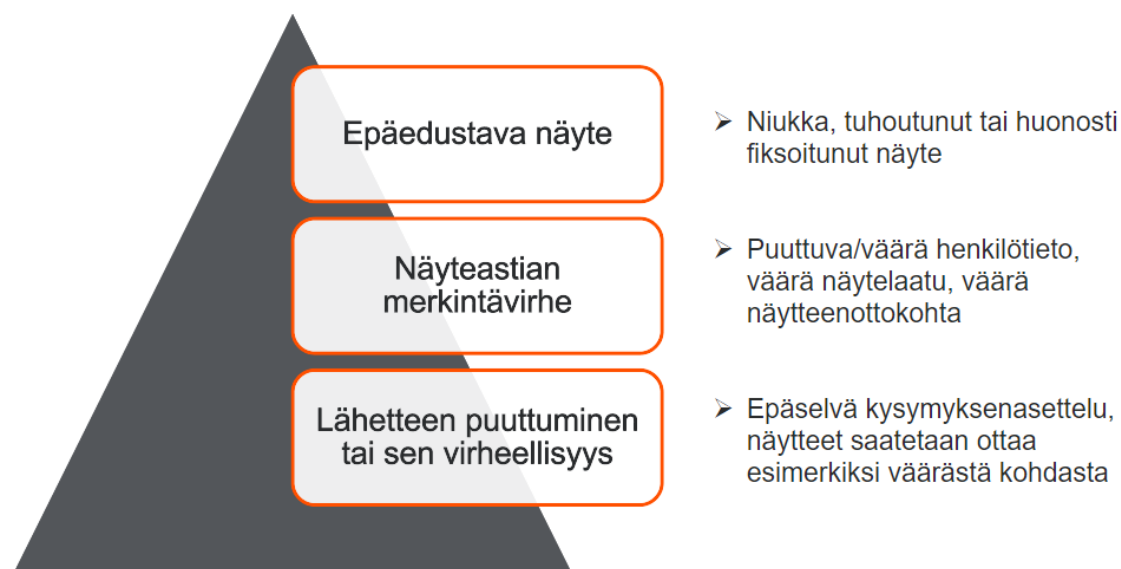 Epäedustava näyte
➢ Niukka, tuhoutunut tai huonosti
fiksoitunut näyte
Näyteastian
merkintävirhe
➢ Puuttuva/väärä henkilötieto,
väärä näytelaatu, väärä
näytteenottokohta
Lähetteen puuttuminen
tai sen virheellisyys
➢ Epäselvä kysymyksenasettelu,
näytteet saatetaan ottaa
esimerkiksi väärästä kohdasta